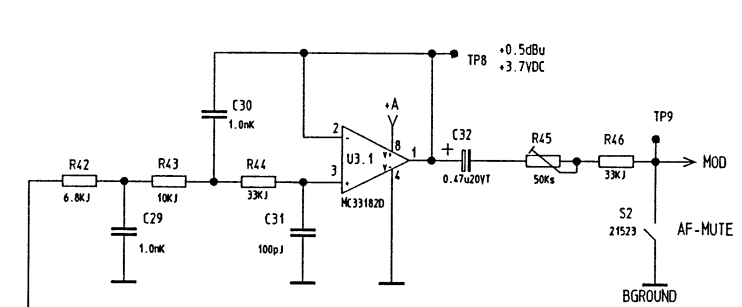 +0.5dBu
TP8
+3.7VDC
C30
1.0nK
+A
TP9
2
-
8
V+
C32
R45
R46
U3.1
1
+
R42
R43
R44
3
+
V-
4
MOD
6.8KJ
10KJ
33KJ
MC33182D
0.47u20VT
50Ks
33KJ
C29
1.0nK
C31
100pJ
S2
21523
AF-MUTE
BGROUND